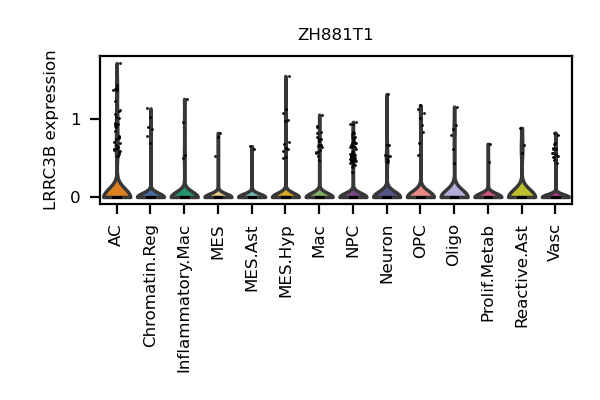 ZH881T1
LRRC3B expression
1
0
AC
Chromatin.Reg
Inflammatory.Mac
MES
MES.Ast
MES.Hyp
Mac
NPC
Neuron
OPC
Oligo
Prolif.Metab
Reactive.Ast
Vasc